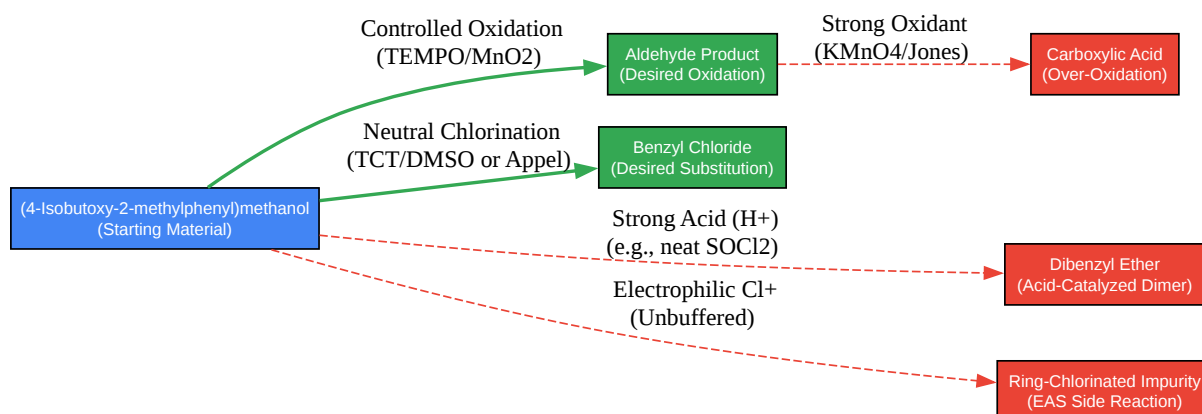 Controlled Oxidation
(TEMPO/MnO2)
Aldehyde Product
(Desired Oxidation)
Strong Oxidant
(KMnO4/Jones)
Carboxylic Acid
(Over-Oxidation)
Neutral Chlorination
(TCT/DMSO or Appel)
Benzyl Chloride
(Desired Substitution)
(4-Isobutoxy-2-methylphenyl)methanol
(Starting Material)
Strong Acid (H+)
(e.g., neat SOCl2)
Dibenzyl Ether
(Acid-Catalyzed Dimer)
Electrophilic Cl+
(Unbuffered)
Ring-Chlorinated Impurity
(EAS Side Reaction)